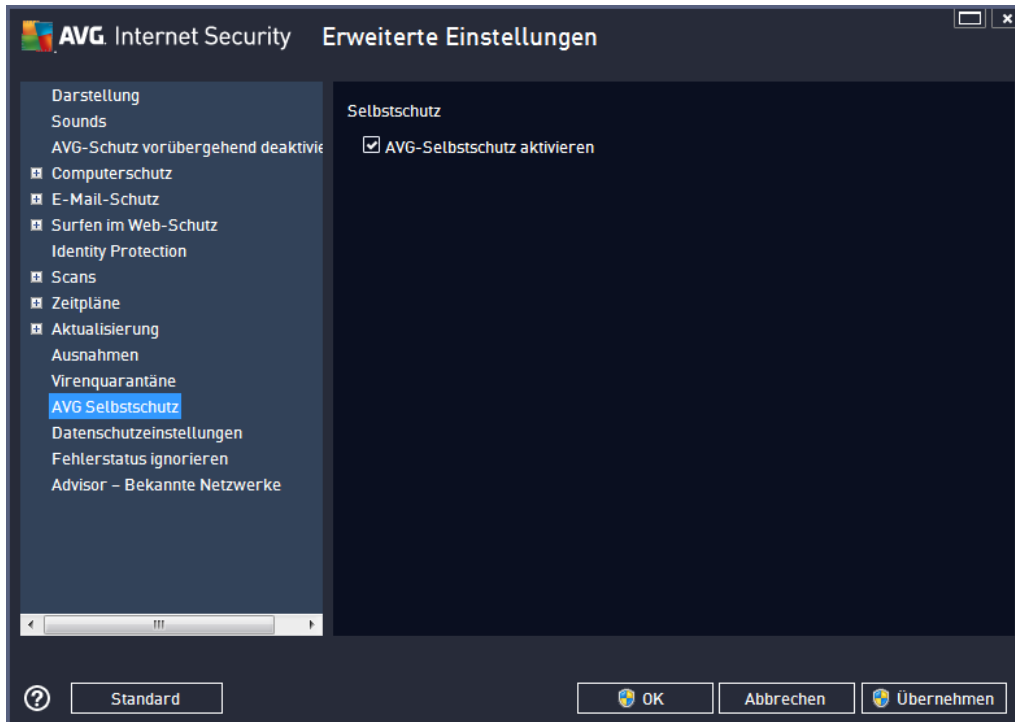 AVG. Internet Security Erweiterte Einstellungen
Darstellung
Sounds
AVG-Schutz vorübergehend deaktivie
Computerschutz
E-Mail-Schutz
Surfen im Web-Schutz
Identity Protection
Scans
Zeitpläne
Aktualisierung
Ausnahmen
Virenquarantäne
AVG Selbstschutz
Datenschutzeinstellungen
Fehlerstatus ignorieren
Advisor – Bekannte Netzwerke
Selbstschutz
AVG-Selbstschutz aktivieren
? Standard OK Abbrechen Übernehmen